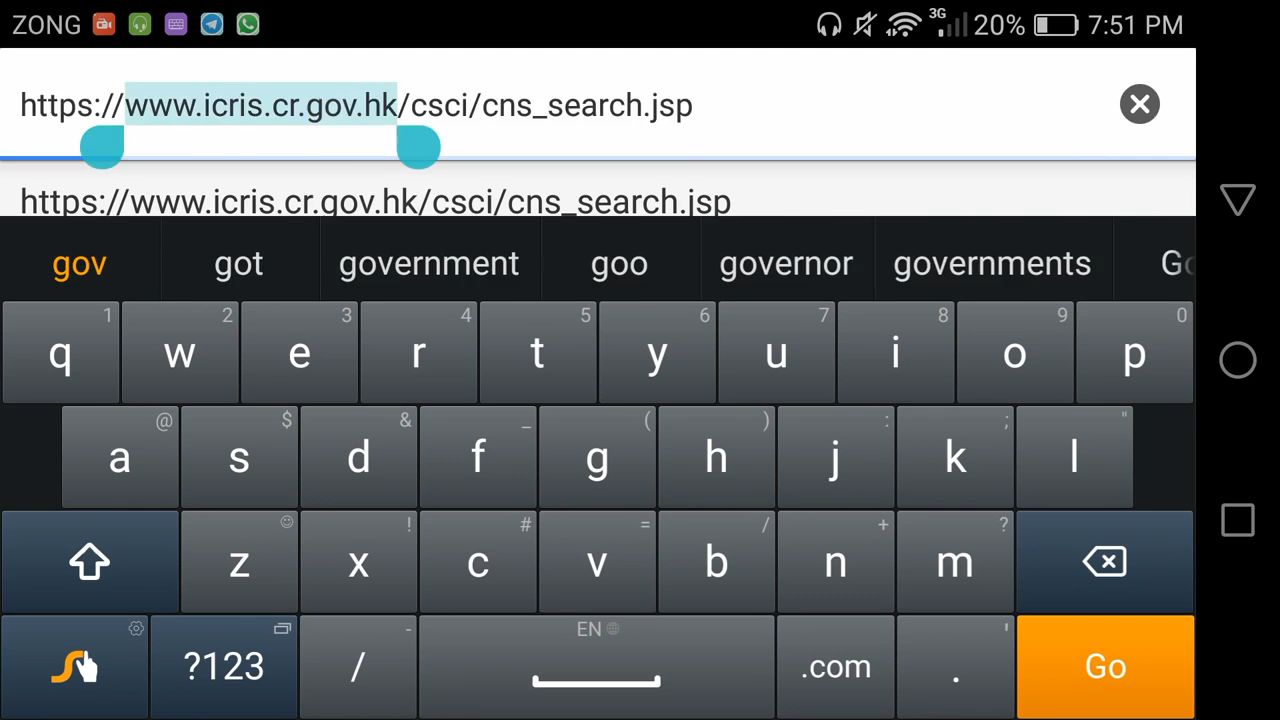 ZONG 3G 20% 7:51 PM
https://www.icris.cr.gov.hk/csci/cns_search.jsp
https://www.icris.cr.gov.hk/csci/cns_search.jsp
gov got government goo governor governments
1 2 3 4 5 6 7 8 9 0
q w e r t y u i o p
@ $ & _ ( ) : ; "
a s d f g h j k l
! # = / + ?
z x c v b n m
EN - '
?123 / .com . Go